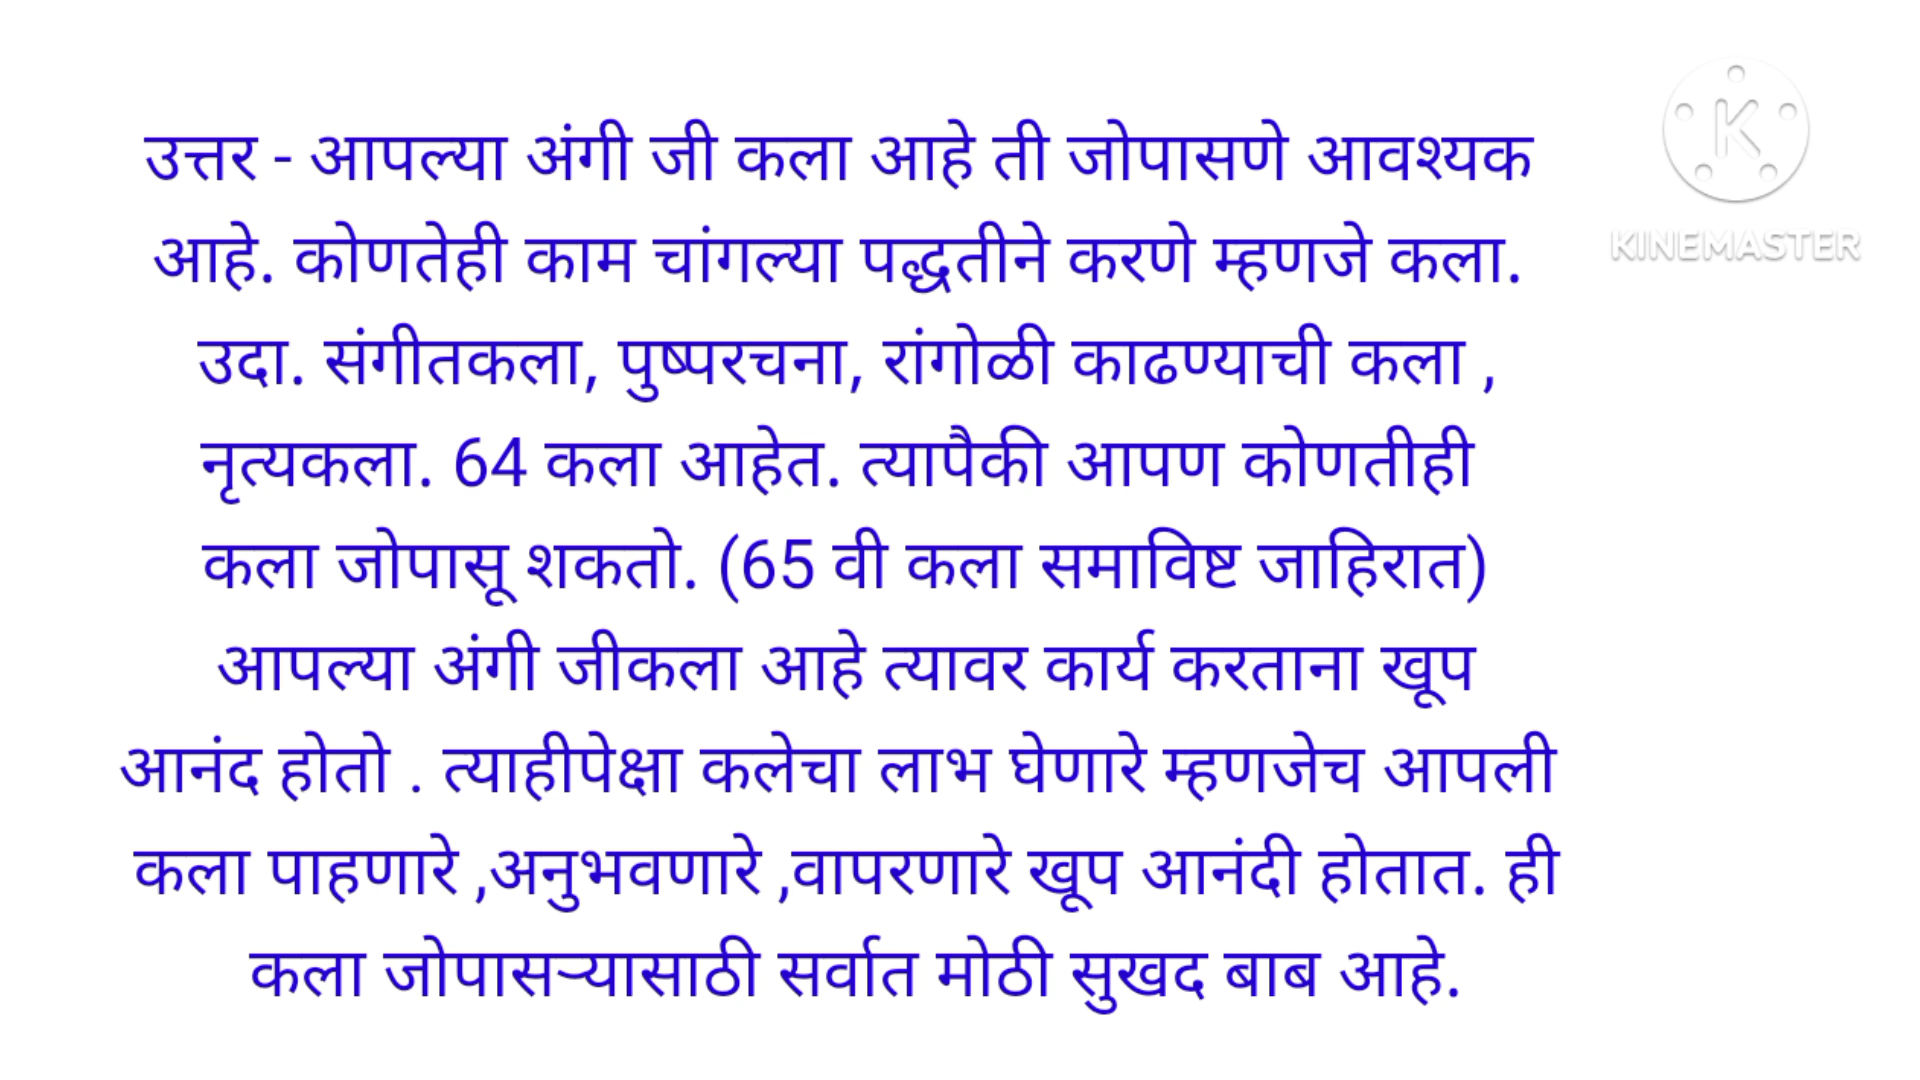 उत्तर - आपल्या अंगी जी कला आहे ती जोपासणे आवश्यक
आहे. कोणतेही काम चांगल्या पद्धतीने करणे म्हणजे कला.
उदा. संगीतकला, पुष्परचना, रांगोळी काढण्याची कला ,
नृत्यकला. 64 कला आहेत. त्यापैकी आपण कोणतीही
कला जोपासू शकतो. (65 वी कला समाविष्ट जाहिरात)
आपल्या अंगी जीकला आहे त्यावर कार्य करताना खूप
आनंद होतो . त्याहीपेक्षा कलेचा लाभ घेणारे म्हणजेच आपली
कला पाहणारे ,अनुभवणारे ,वापरणारे खूप आनंदी होतात. ही
कला जोपासऱ्यासाठी सर्वात मोठी सुखद बाब आहे.
K
KINEMASTER